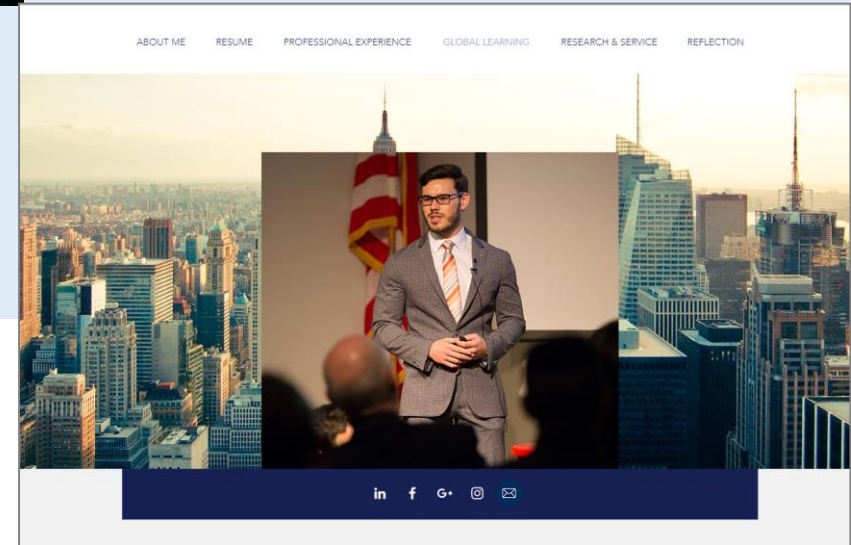 ABOUT ME RESUME PROFESSIONAL EXPERIENCE GLOBAL LEARNING RESEARCH & SERVICE REFLECTION
in f G+